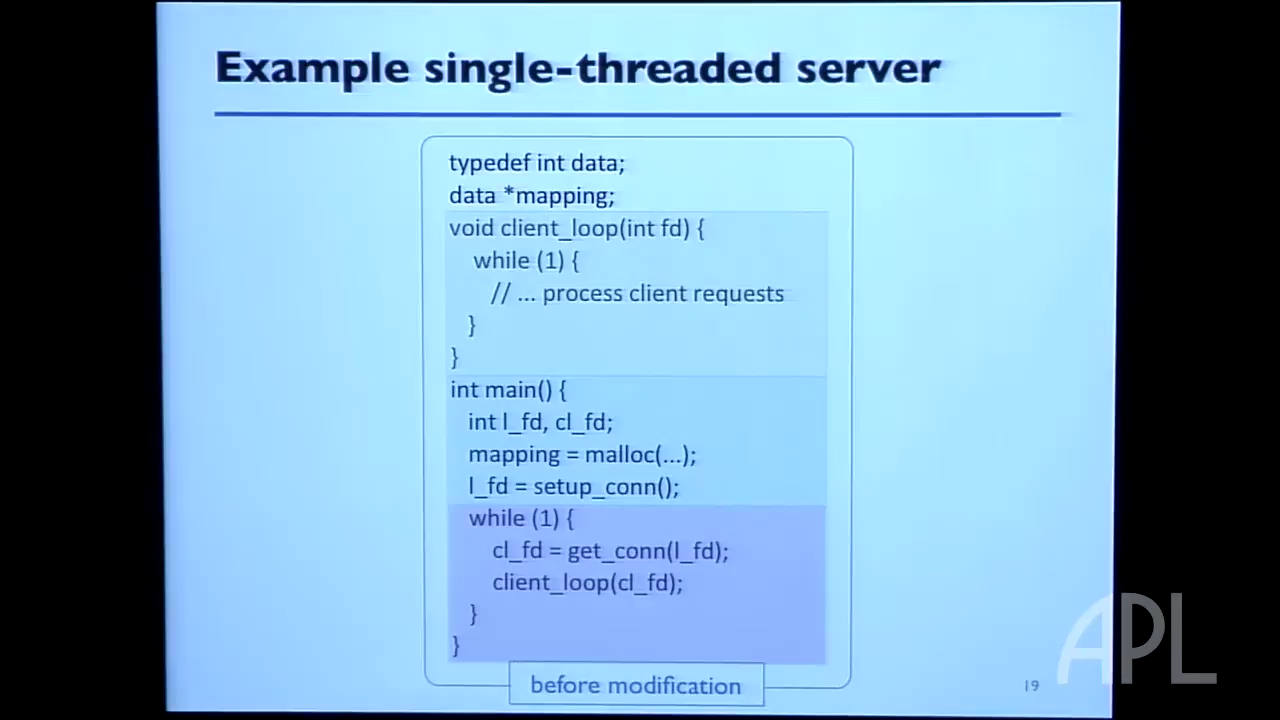 Example single-threaded server
typedef int data;
data *mapping;
void client_loop(int fd) {
while (1) {
// ... process client requests
}
}
int main() {
int l_fd, cl_fd;
mapping = malloc(...);
l_fd = setup_conn();
while (1) {
cl_fd = get_conn(l_fd);
client_loop(cl_fd);
}
}
before modification
19
APL